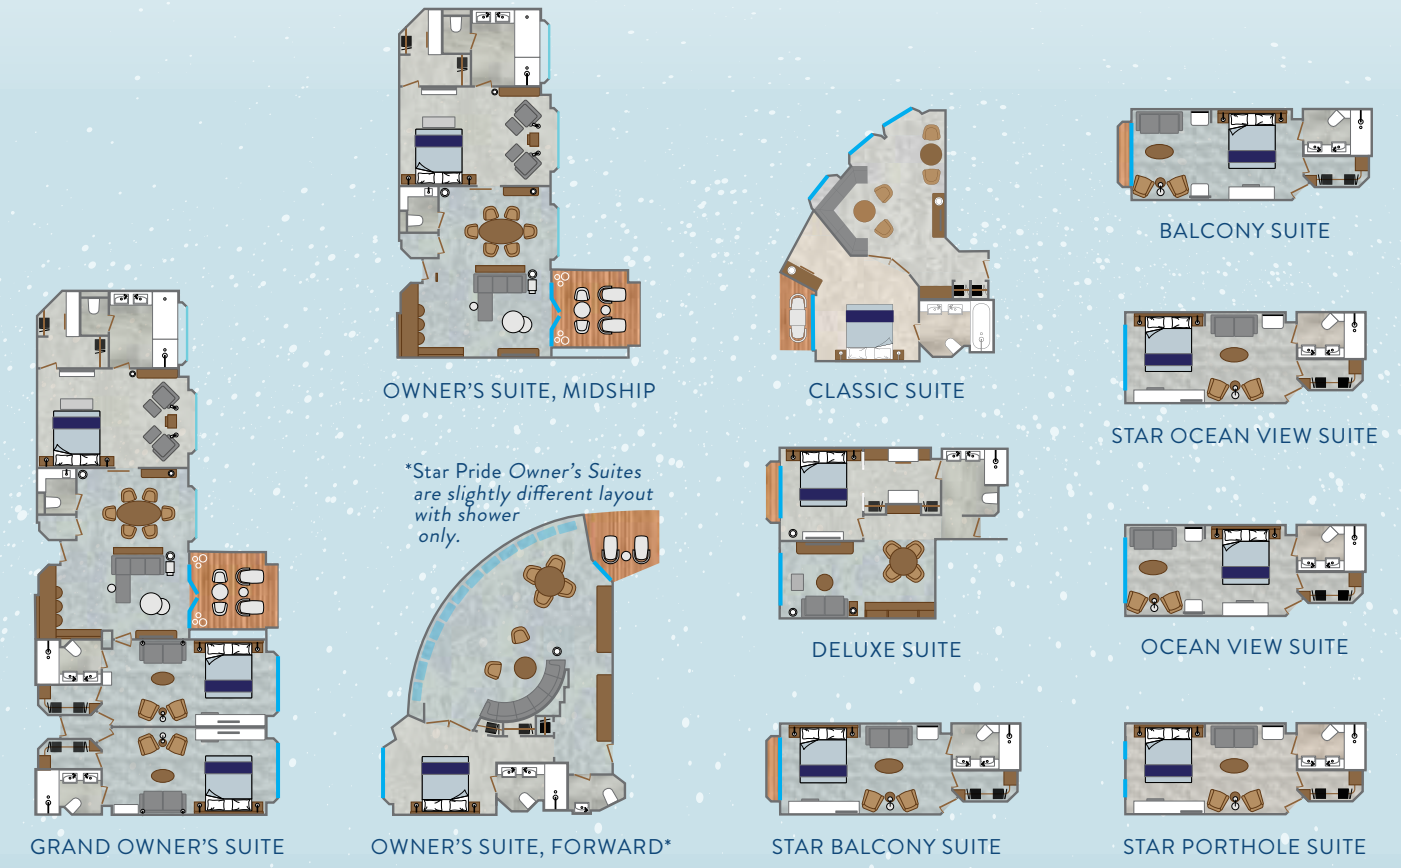 OWNER'S SUITE, MIDSHIP
CLASSIC SUITE
BALCONY SUITE
STAR OCEAN VIEW SUITE
*Star Pride Owner's Suites
are slightly different layout
with shower
only.
DELUXE SUITE
OCEAN VIEW SUITE
GRAND OWNER'S SUITE
OWNER'S SUITE, FORWARD*
STAR BALCONY SUITE
STAR PORTHOLE SUITE